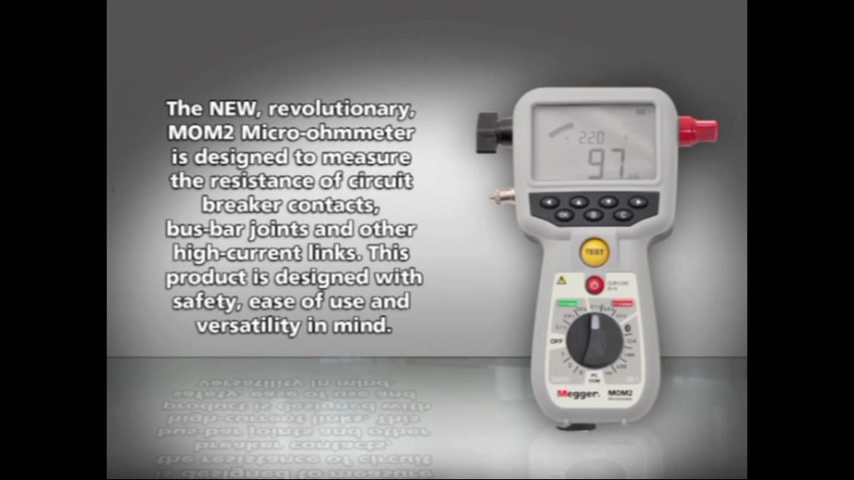 The NEW, revolutionary,
MOM2 Micro-ohmmeter
is designed to measure
the resistance of circuit
breaker contacts,
bus-bar joints and other
high-current links. This
product is designed with
safety, ease of use and
versatility in mind.
220
97
TEST
OFF
Megger. MOM2